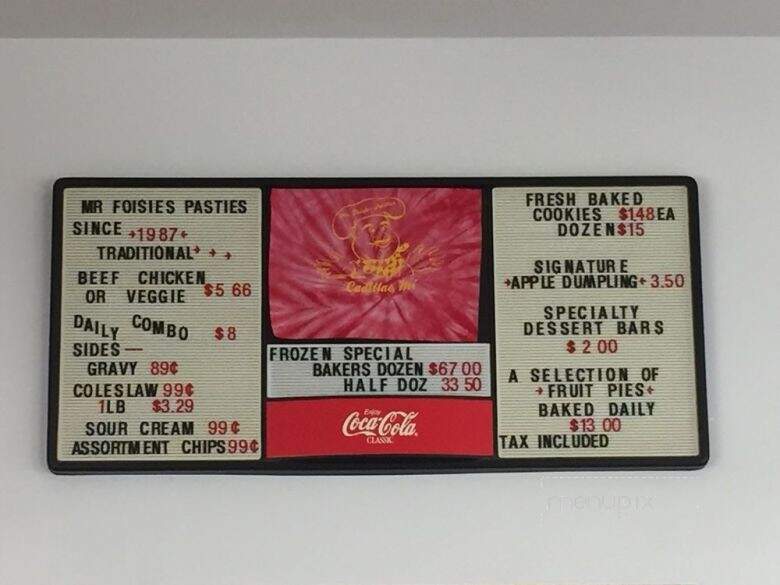 MR FOISIES PASTIES
SINCE 1987
TRADITIONAL
BEEF CHICKEN
OR VEGGIE $5 66
DAILY COMBO $8
SIDES—
GRAVY 89¢
COLESLAW 99¢
1LB $3.29
SOUR CREAM 99¢
ASSORTMENT CHIPS 99¢
Cadillac, Mi
FROZEN SPECIAL
BAKERS DOZEN $67 00
HALF DOZ 33 50
Enjoy
Coca-Cola
CLASSIC
FRESH BAKED
COOKIES $1.48 EA
DOZEN $15
SIGNATURE
APPLE DUMPLING 3.50
SPECIALTY
DESSERT BARS
$2 00
A SELECTION OF
FRUIT PIES
BAKED DAILY
$13 00
TAX INCLUDED
menupix